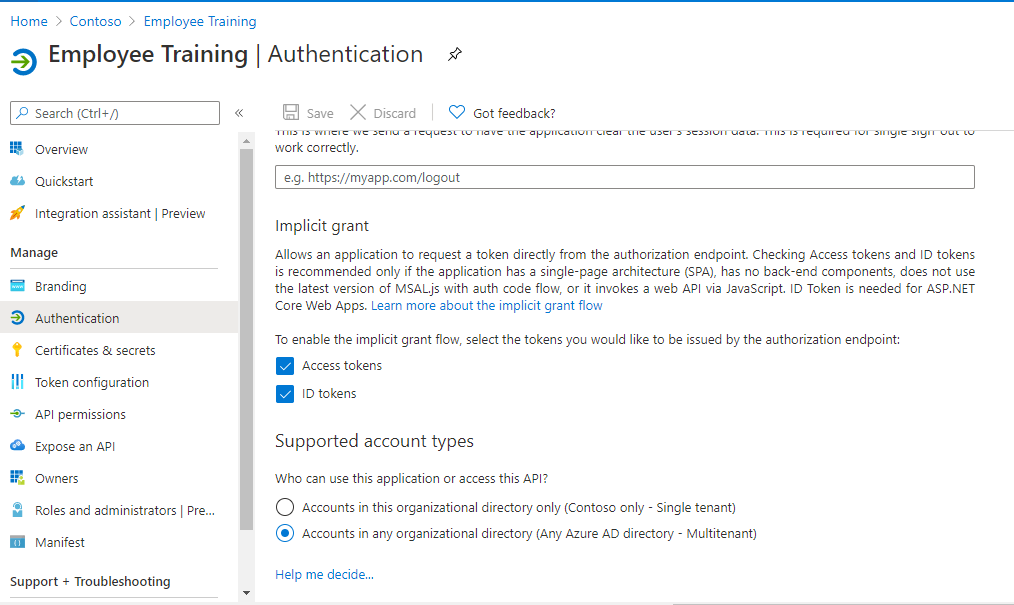 Home > Contoso > Employee Training
Employee Training | Authentication
Search (Ctrl+/)
«
Save
Discard
Got feedback?
Overview
Quickstart
Integration assistant | Preview
Manage
Branding
Authentication
Certificates & secrets
Token configuration
API permissions
Expose an API
Owners
Roles and administrators | Pre...
Manifest
Support + Troubleshooting
This is where we send a request to have the application clear the user's session data. This is required for single sign-out to
work correctly.
e.g. https://myapp.com/logout
Implicit grant
Allows an application to request a token directly from the authorization endpoint. Checking Access tokens and ID tokens
is recommended only if the application has a single-page architecture (SPA), has no back-end components, does not use
the latest version of MSAL.js with auth code flow, or it invokes a web API via JavaScript. ID Token is needed for ASP.NET
Core Web Apps. Learn more about the implicit grant flow
To enable the implicit grant flow, select the tokens you would like to be issued by the authorization endpoint:
Access tokens
ID tokens
Supported account types
Who can use this application or access this API?
Accounts in this organizational directory only (Contoso only - Single tenant)
Accounts in any organizational directory (Any Azure AD directory - Multitenant)
Help me decide...